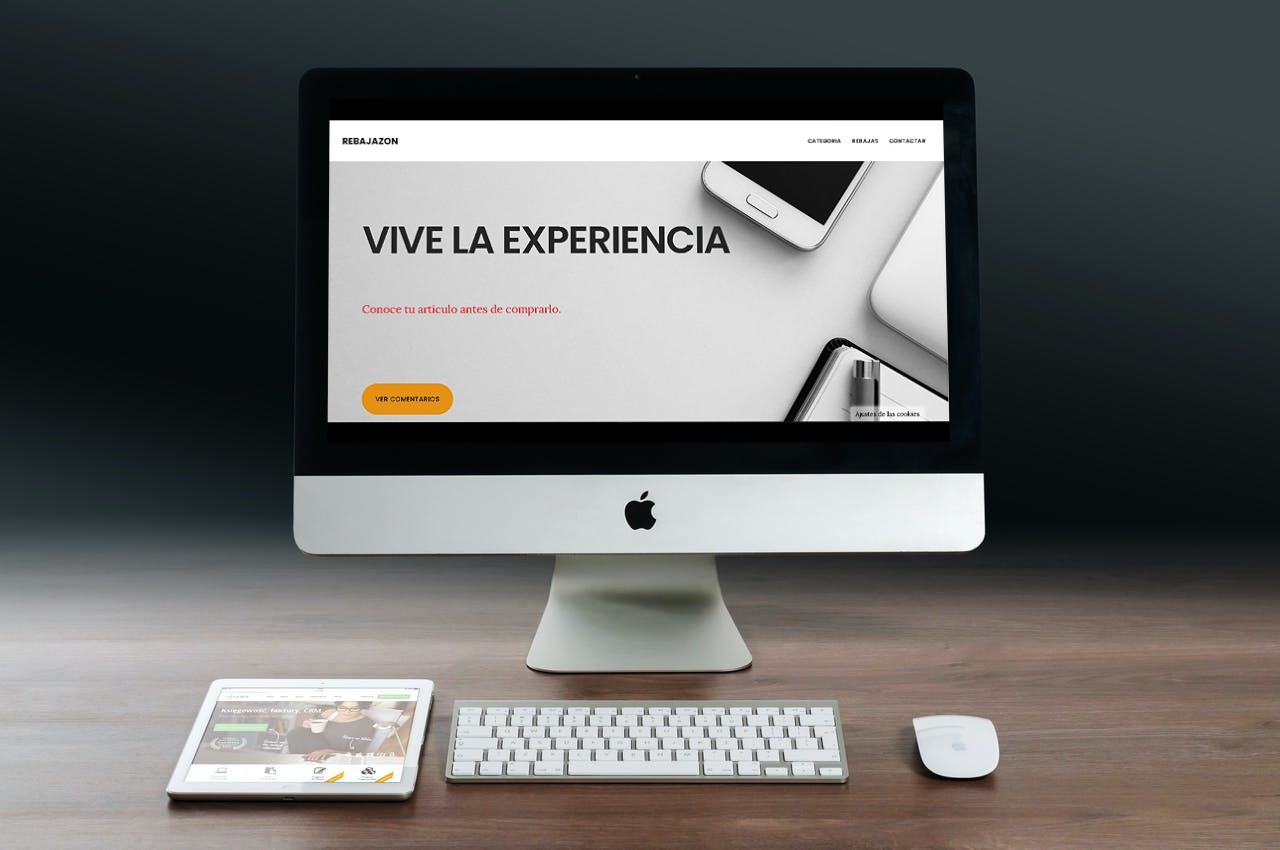 REBAJAZON
CATEGORIA REBAJAS CONTACTAR
VIVE LA EXPERIENCIA
Conoce tu articulo antes de comprarlo.
VER COMENTARIOS
Ajustes de las cookies
Księgowość, faktury, CRM